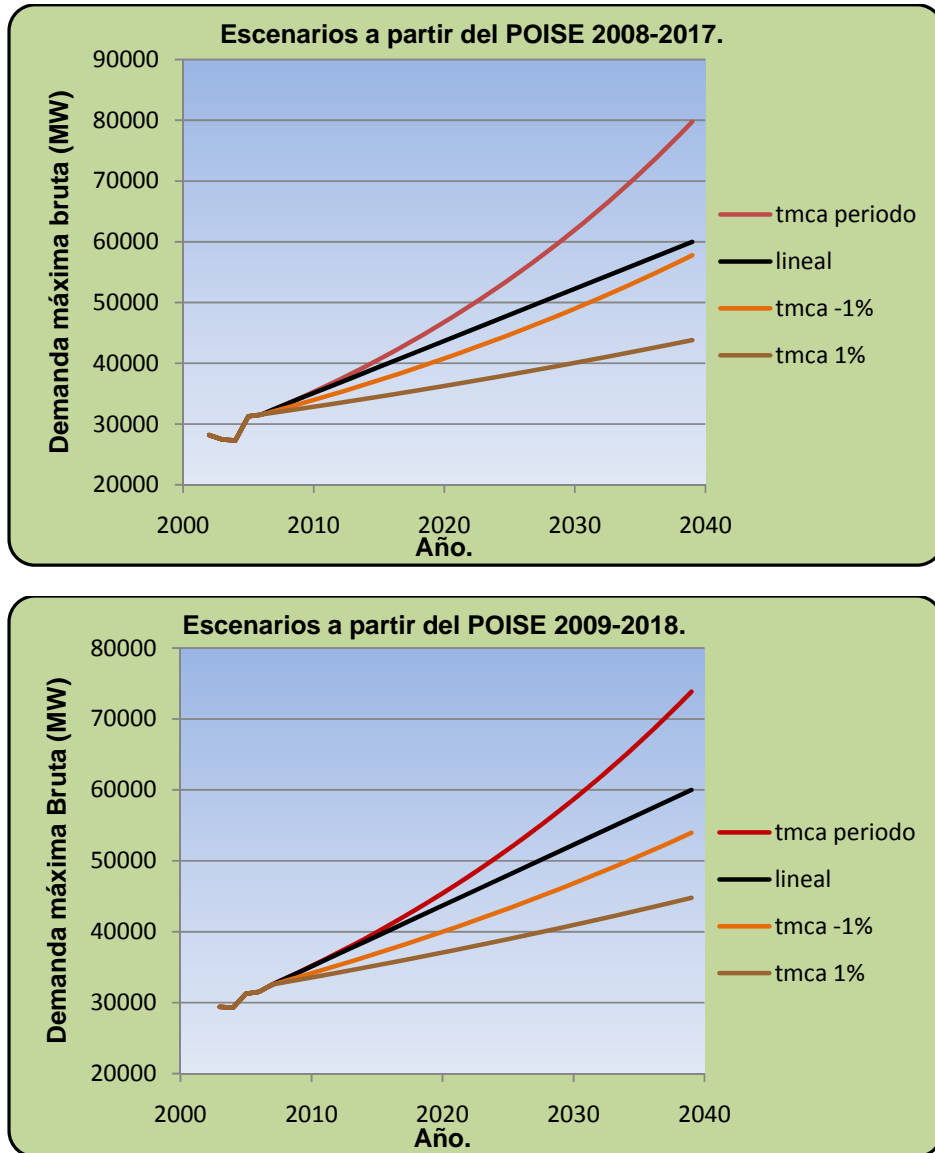 Escenarios a partir del POISE 2008-2017.
90000
80000
70000
60000
50000
40000
30000
20000
Demanda máxima bruta (MW)
2000 2010 2020 2030 2040
Año.
tmca periodo
lineal
tmca -1%
tmca 1%
Escenarios a partir del POISE 2009-2018.
80000
70000
60000
50000
40000
30000
20000
Demanda máxima Bruta (MW)
2000 2010 2020 2030 2040
Año.
tmca periodo
lineal
tmca -1%
tmca 1%